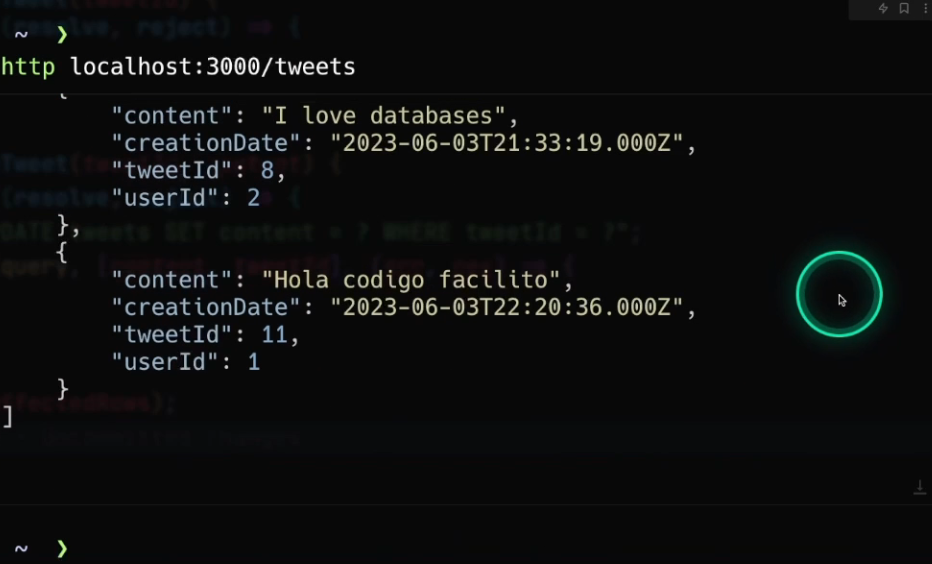 ~ ❯
http localhost:3000/tweets
{
"content": "I love databases",
"creationDate": "2023-06-03T21:33:19.000Z",
"tweetId": 8,
"userId": 2
},
{
"content": "Hola codigo facilito",
"creationDate": "2023-06-03T22:20:36.000Z",
"tweetId": 11,
"userId": 1
}
]
~ ❯